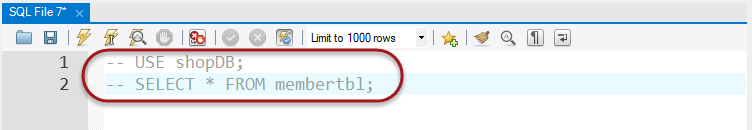 SQL File 7*
Limit to 1000 rows
1 -- USE shopDB;
2 -- SELECT * FROM membertbl;